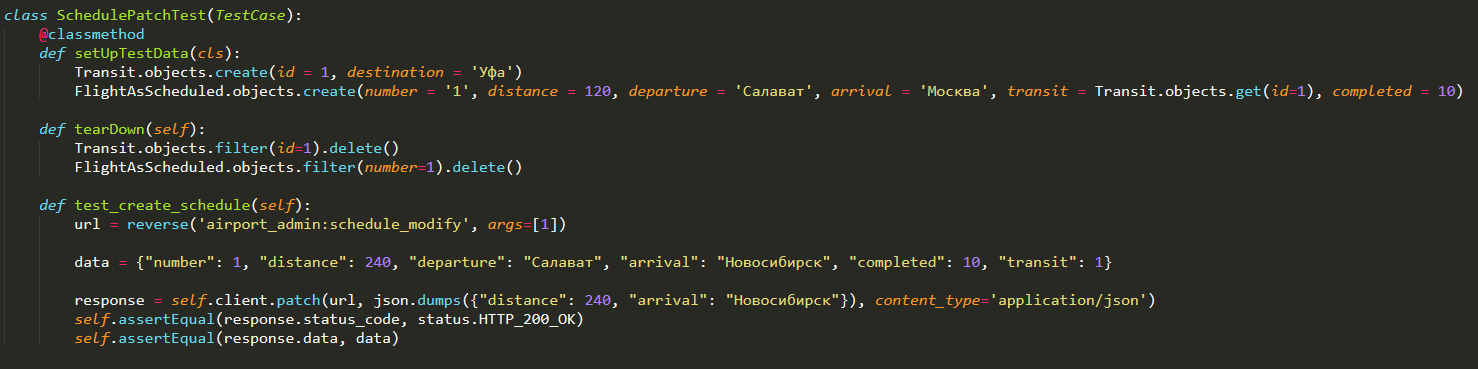 class SchedulePatchTest(TestCase):
    @classmethod
    def setUpTestData(cls):
        Transit.objects.create(id = 1, destination = 'Уфа')
        FlightAsScheduled.objects.create(number = '1', distance = 120, departure = 'Салават', arrival = 'Москва', transit = Transit.objects.get(id=1), completed = 10)

    def tearDown(self):
        Transit.objects.filter(id=1).delete()
        FlightAsScheduled.objects.filter(number=1).delete()

    def test_create_schedule(self):
        url = reverse('airport_admin:schedule_modify', args=[1])

        data = {"number": 1, "distance": 240, "departure": "Салават", "arrival": "Новосибирск", "completed": 10, "transit": 1}

        response = self.client.patch(url, json.dumps({"distance": 240, "arrival": "Новосибирск"}), content_type='application/json')
        self.assertEqual(response.status_code, status.HTTP_200_OK)
        self.assertEqual(response.data, data)